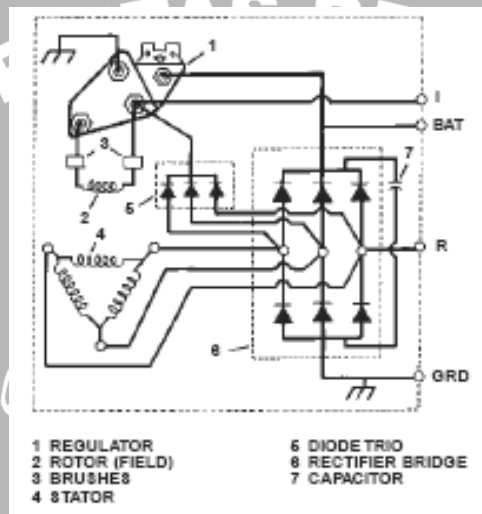 1
I
BAT
3
7
2
5
4
R
6
GRD
1 REGULATOR
2 ROTOR (FIELD)
3 BRUSHES
4 STATOR
5 DIODE TRIO
6 RECTIFIER BRIDGE
7 CAPACITOR